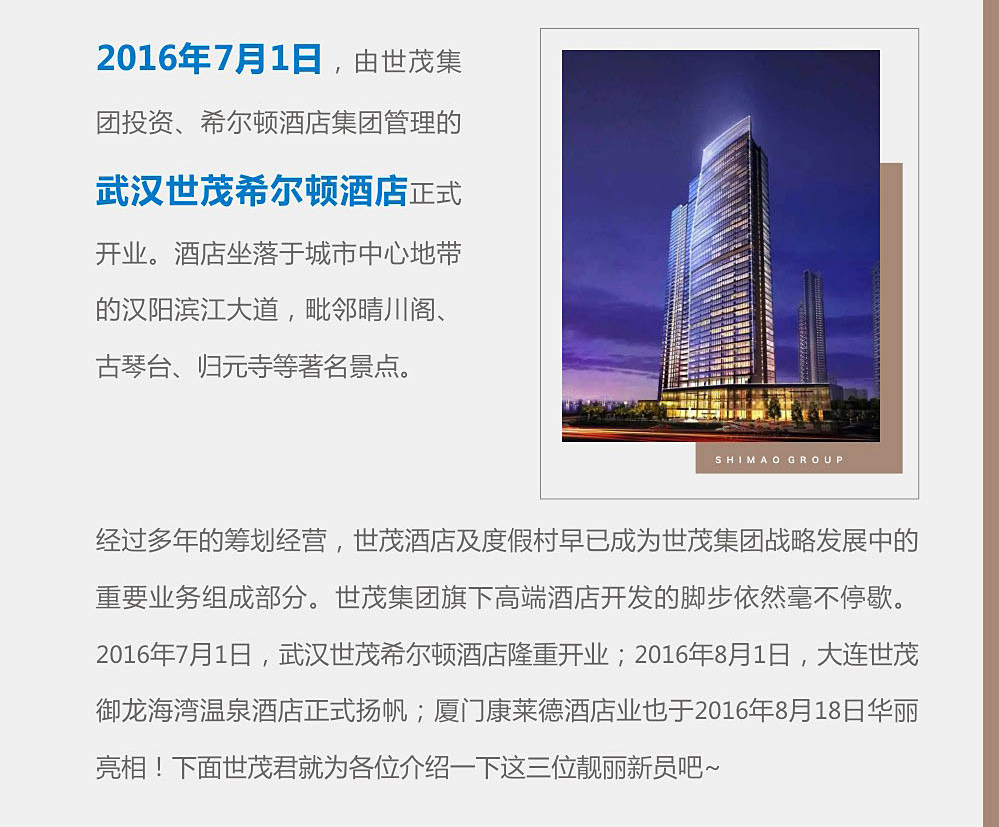 2016年7月1日，由世茂集
团投资、希尔顿酒店集团管理的
武汉世茂希尔顿酒店正式
开业。酒店坐落于城市中心地带
的汉阳滨江大道，毗邻晴川阁、
古琴台、归元寺等著名景点。
SHIMAO GROUP
经过多年的筹划经营，世茂酒店及度假村早已成为世茂集团战略发展中的
重要业务组成部分。世茂集团旗下高端酒店开发的脚步依然毫不停歇。
2016年7月1日，武汉世茂希尔顿酒店隆重开业；2016年8月1日，大连世茂
御龙海湾温泉酒店正式扬帆；厦门康莱德酒店业也于2016年8月18日华丽
亮相！下面世茂君就为各位介绍一下这三位靓丽新员吧~